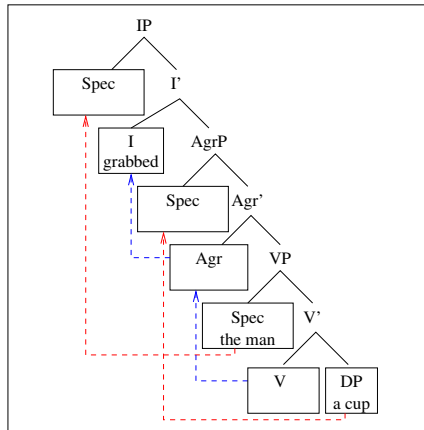 IP
Spec I'
I
grabbed
AgrP
Spec Agr'
Agr VP
Spec
the man
V'
V DP
a cup